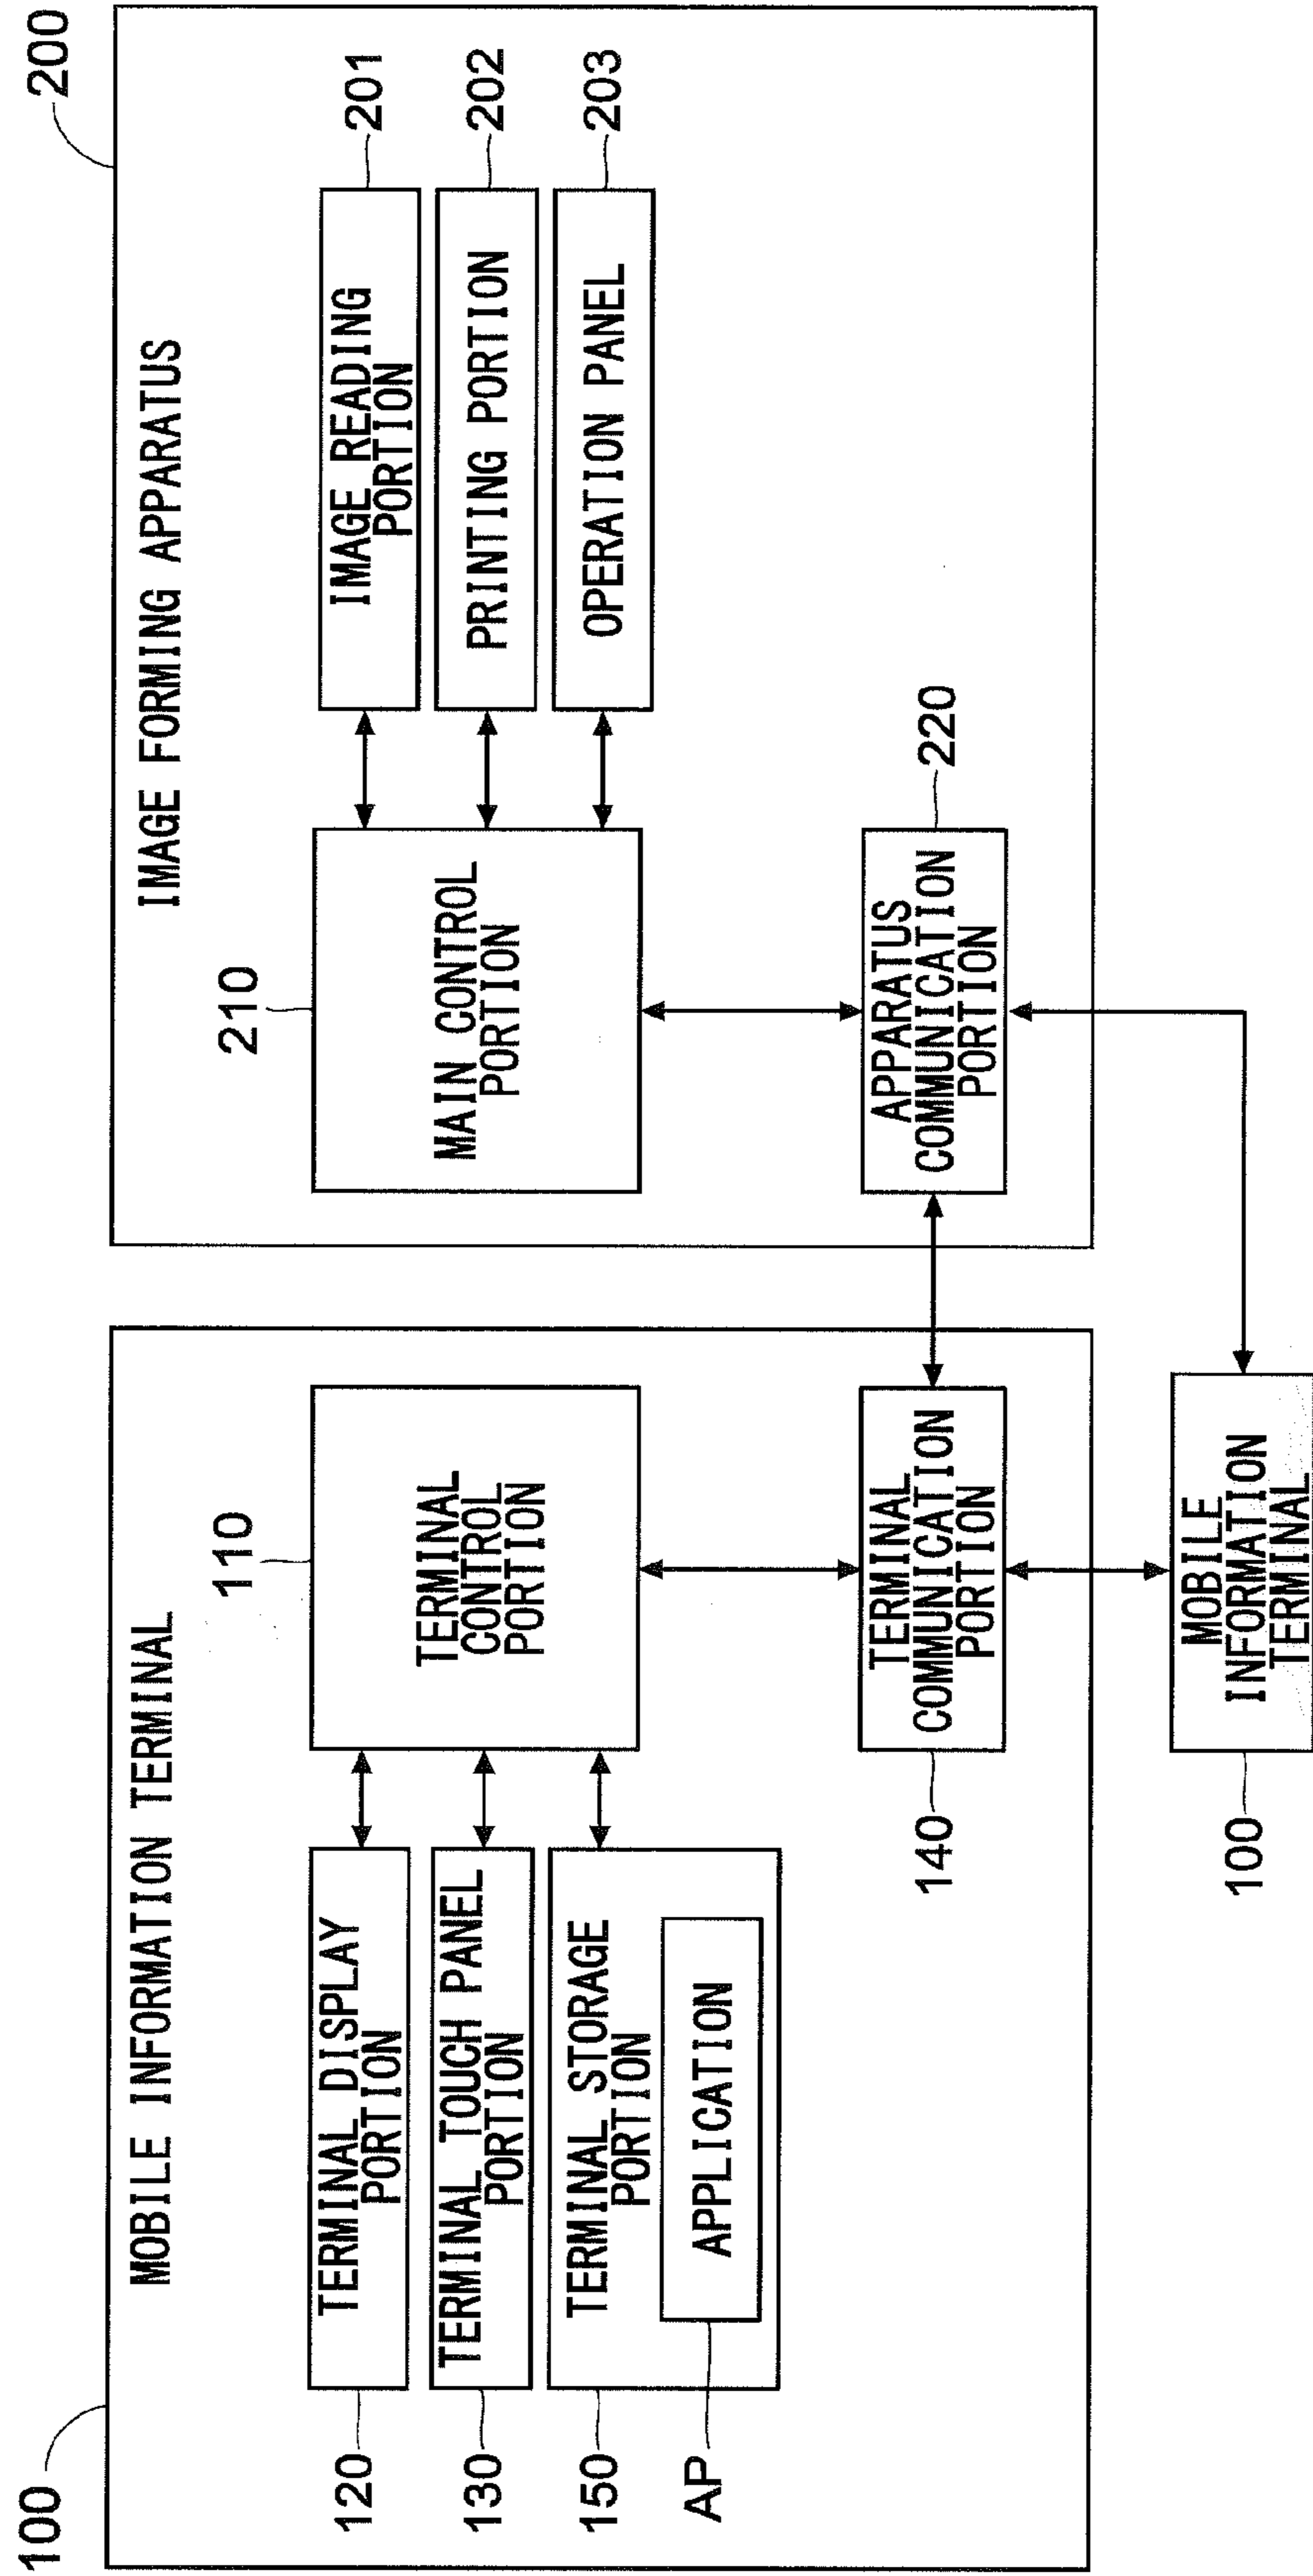 100
MOBILE INFORMATION TERMINAL
120
TERMINAL DISPLAY
PORTION
130
TERMINAL TOUCH PANEL
PORTION
150
TERMINAL STORAGE
PORTION
AP
APPLICATION
110
TERMINAL
CONTROL
PORTION
140
TERMINAL
COMMUNICATION
PORTION
100
MOBILE
INFORMATION
TERMINAL
200
IMAGE FORMING APPARATUS
210
MAIN CONTROL
PORTION
IMAGE READING
PORTION
201
PRINTING PORTION
202
OPERATION PANEL
203
APPARATUS
COMMUNICATION
PORTION
220